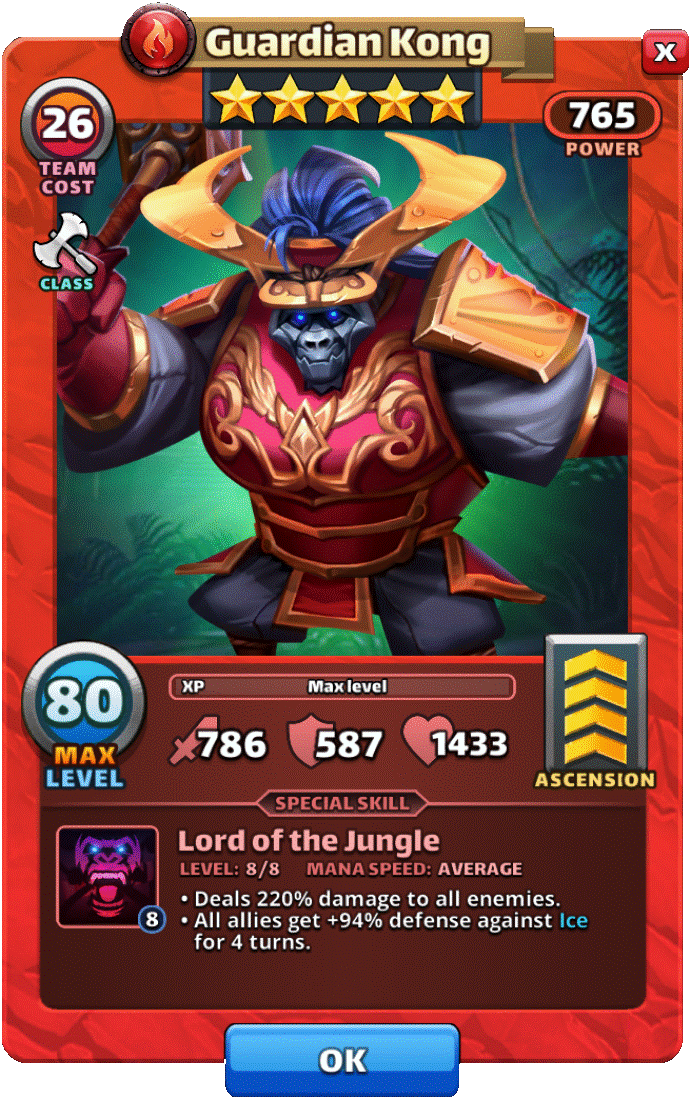 Guardian Kong
X
26
TEAM
COST
765
POWER
CLASS
80
MAX
LEVEL
XP Max level
786 587 1433
ASCENSION
SPECIAL SKILL
Lord of the Jungle
LEVEL: 8/8 MANA SPEED: AVERAGE
8
• Deals 220% damage to all enemies.
• All allies get +94% defense against Ice
for 4 turns.
OK